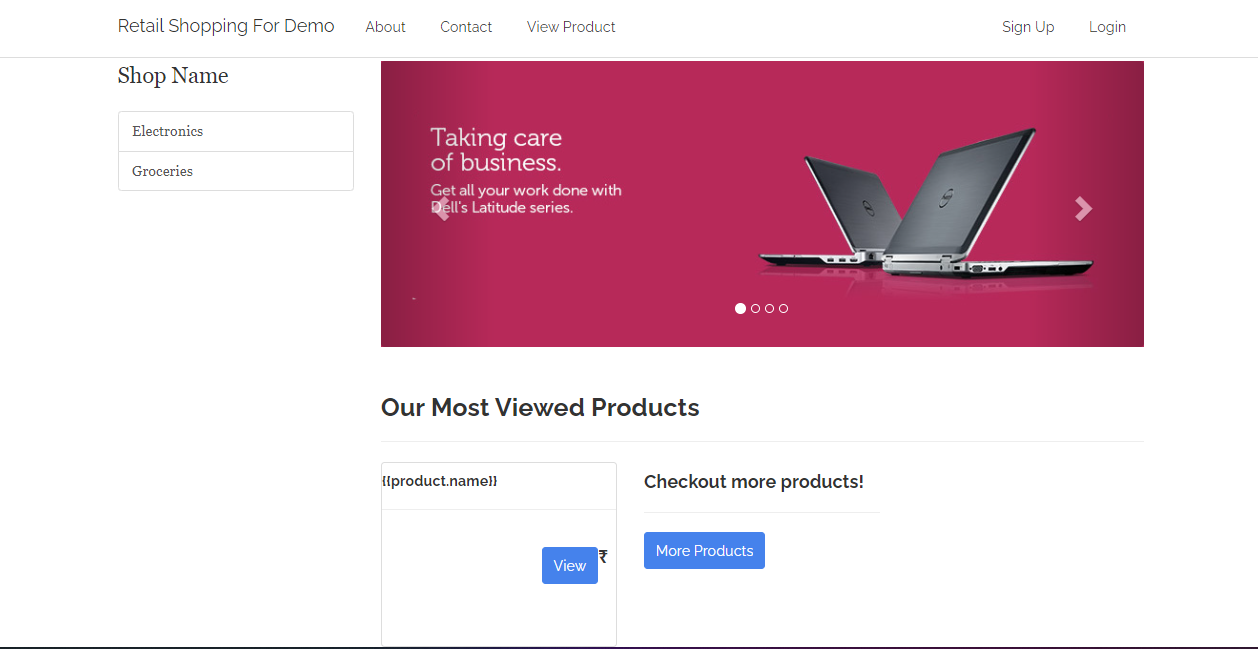 Retail Shopping For Demo About Contact View Product Sign Up Login
Shop Name
Electronics
Groceries
Taking care
of business.
Get all your work done with
Dell's Latitude series.
Our Most Viewed Products
{{product.name}}
₹
View
Checkout more products!
More Products